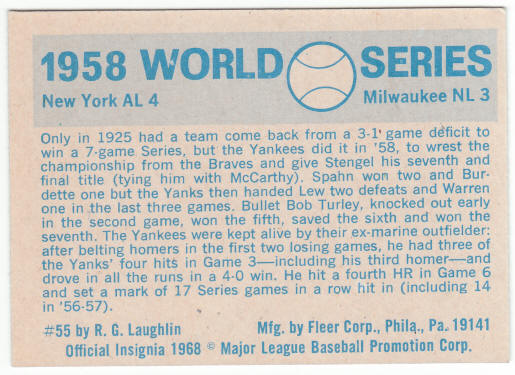 1958 WORLD SERIES
New York AL 4 Milwaukee NL 3
Only in 1925 had a team come back from a 3-1 game deficit to
win a 7-game Series, but the Yankees did it in '58, to wrest the
championship from the Braves and give Stengel his seventh and
final title (tying him with McCarthy). Spahn won two and Bur-
dette one but the Yanks then handed Lew two defeats and Warren
one in the last three games. Bullet Bob Turley, knocked out early
in the second game, won the fifth, saved the sixth and won the
seventh. The Yankees were kept alive by their ex-marine outfielder:
after belting homers in the first two losing games, he had three of
the Yanks' four hits in Game 3—including his third homer—and
drove in all the runs in a 4-0 win. He hit a fourth HR in Game 6
and set a mark of 17 Series games in a row hit in (including 14
in '56-57).
#55 by R. G. Laughlin Mfg. by Fleer Corp., Phila., Pa. 19141
Official Insignia 1968 © Major League Baseball Promotion Corp.